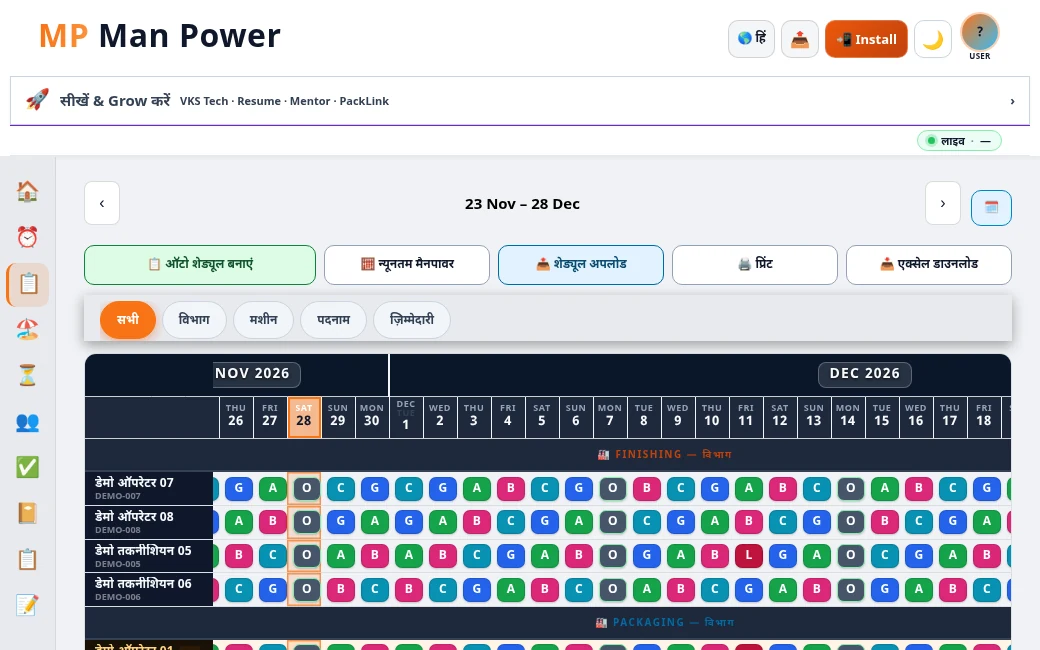 MP Man Power
🌎 हिं
📲 Install
?
USER
सीखें & Grow करें VKS Tech · Resume · Mentor · PackLink ›
लाइव · —
‹ 23 Nov – 28 Dec ›
📋 ऑटो शेड्यूल बनाएं
🧱 न्यूनतम मैनपावर
📤 शेड्यूल अपलोड
🖨️ प्रिंट
📥 एक्सेल डाउनलोड
सभी विभाग मशीन पदनाम ज़िम्मेदारी
NOV 2026 DEC 2026
THU FRI SAT SUN MON DEC TUE WED THU FRI SAT SUN MON TUE WED THU FRI SAT SUN MON TUE WED THU FRI
26 27 28 29 30 1 2 3 4 5 6 7 8 9 10 11 12 13 14 15 16 17 18
FINISHING — विभाग
डेमो ऑपरेटर 07
DEMO-007
G A O C G C G A B C G O B C G A B C O A B C G
डेमो ऑपरेटर 08
DEMO-008
A B O G A G A B C G A O C G A B C G O B C G A
डेमो तकनीशियन 05
DEMO-005
B C O A B A B C G A B O G A B L G A O C G A B
डेमो तकनीशियन 06
DEMO-006
C G O B C B C G A B C O A B C G A B O G A B C
PACKAGING — विभाग
डेमो ऑपरेटर 01